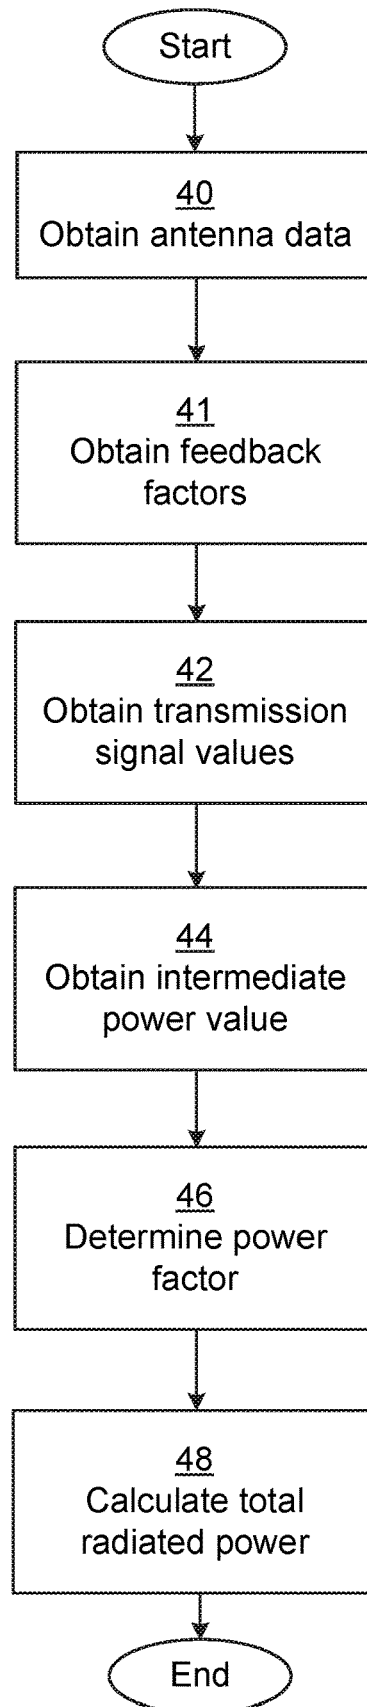 Start
40
Obtain antenna data
41
Obtain feedback
factors
42
Obtain transmission
signal values
44
Obtain intermediate
power value
46
Determine power
factor
48
Calculate total
radiated power
End